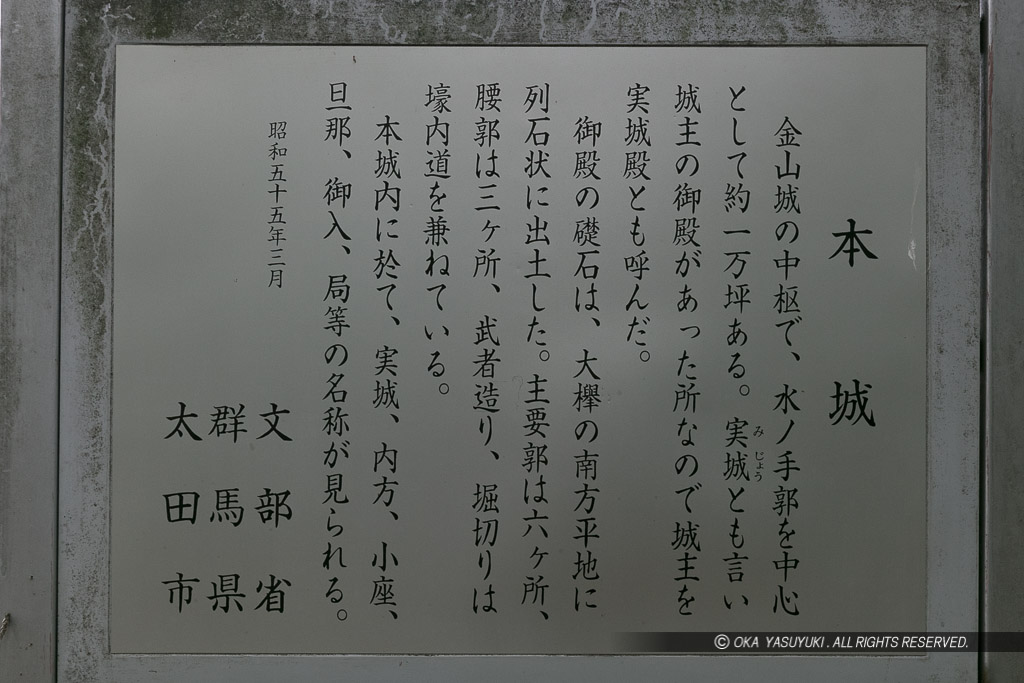 本城
金山城の中枢で、水ノ手郭を中心
として約一万坪ある。実城とも言い
みじょう
城主の御殿があった所なので城主を
実城殿とも呼んだ。
御殿の礎石は、大欅の南方平地に
列石状に出土した。主要郭は六ヶ所、
腰郭は三ヶ所、武者造り、堀切りは
壕内道を兼ねている。
本城内に於て、実城、内方、小座、
旦那、御入、局等の名称が見られる。
昭和五十五年三月
文部省
群馬県
太田市
© OKA YASUYUKI . ALL RIGHTS RESERVED.